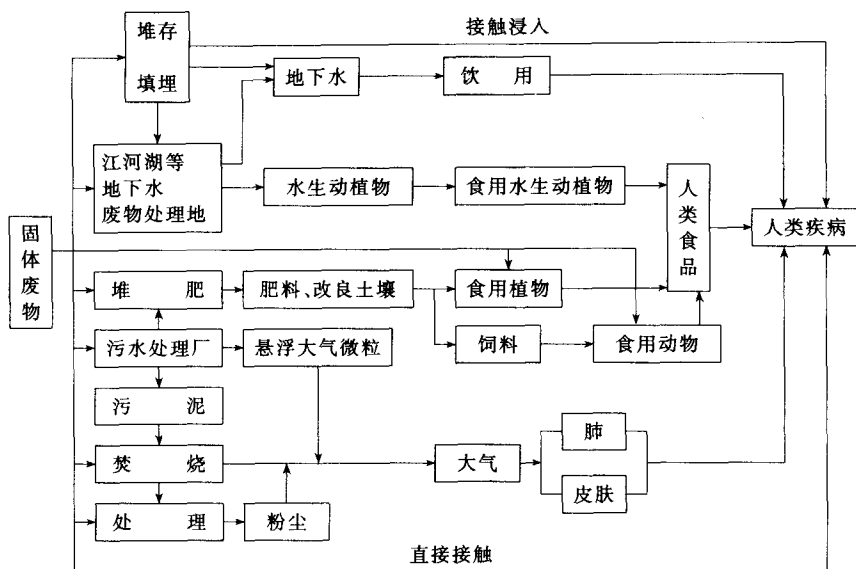 堆存
填埋
接触浸入
地下水
饮用
江河湖等
地下水
废物处理地
水生动植物
食用水生动植物
人类食品
人类疾病
固体废物
堆肥
肥料、改良土壤
食用植物
污水处理厂
悬浮大气微粒
饲料
食用动物
污泥
肺
焚烧
大气
皮肤
处理
粉尘
直接接触